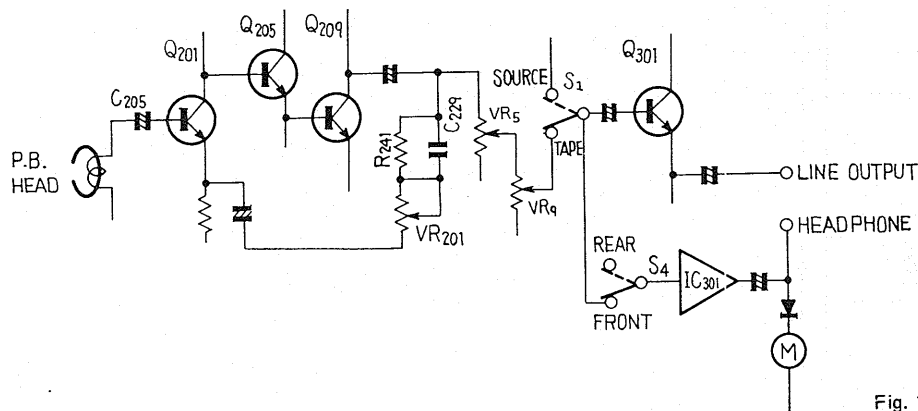 Q201
Q205
Q209
C205
P.B.
HEAD
R241
C229
VR201
VR5
VR9
SOURCE
S1
TAPE
Q301
LINE OUTPUT
HEADPHONE
REAR
S4
FRONT
IC301
M
Fig.